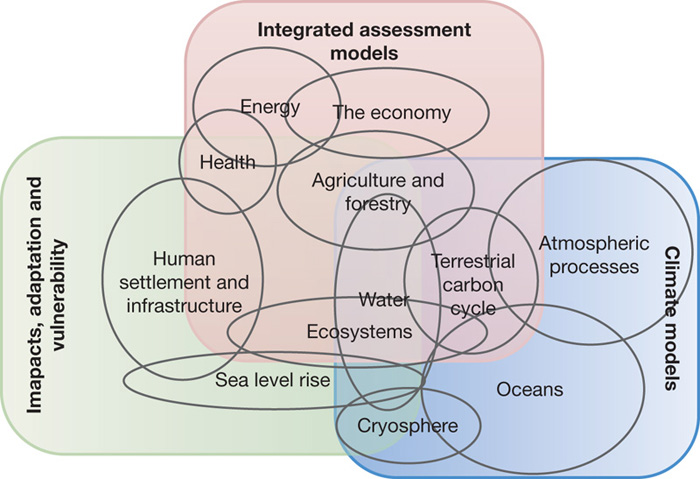 Integrated assessment
models
Energy
The economy
Health
Agriculture and
forestry
Imapacts, adaptation and
vulnerability
Human
settlement and
infrastructure
Water
Terrestrial
carbon
cycle
Atmospheric
processes
Climate models
Ecosystems
Sea level rise
Oceans
Cryosphere